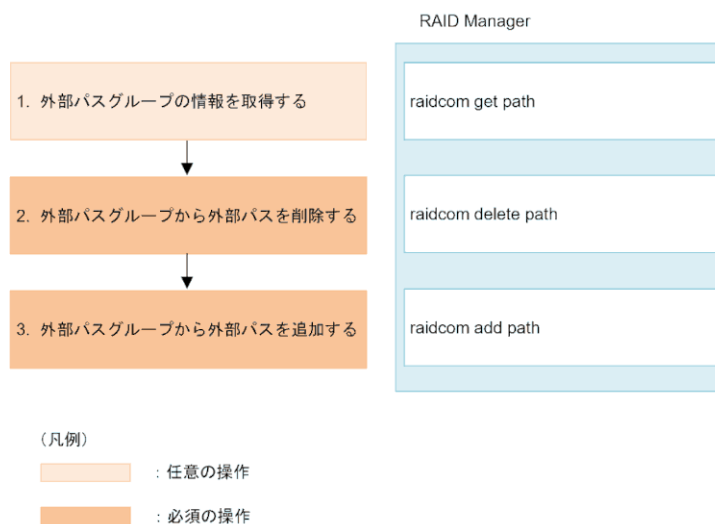 RAID Manager
1. 外部パスグループの情報を取得する
raidcom get path
2. 外部パスグループから外部パスを削除する
raidcom delete path
3. 外部パスグループから外部パスを追加する
raidcom add path
(凡例)
: 任意の操作
: 必須の操作